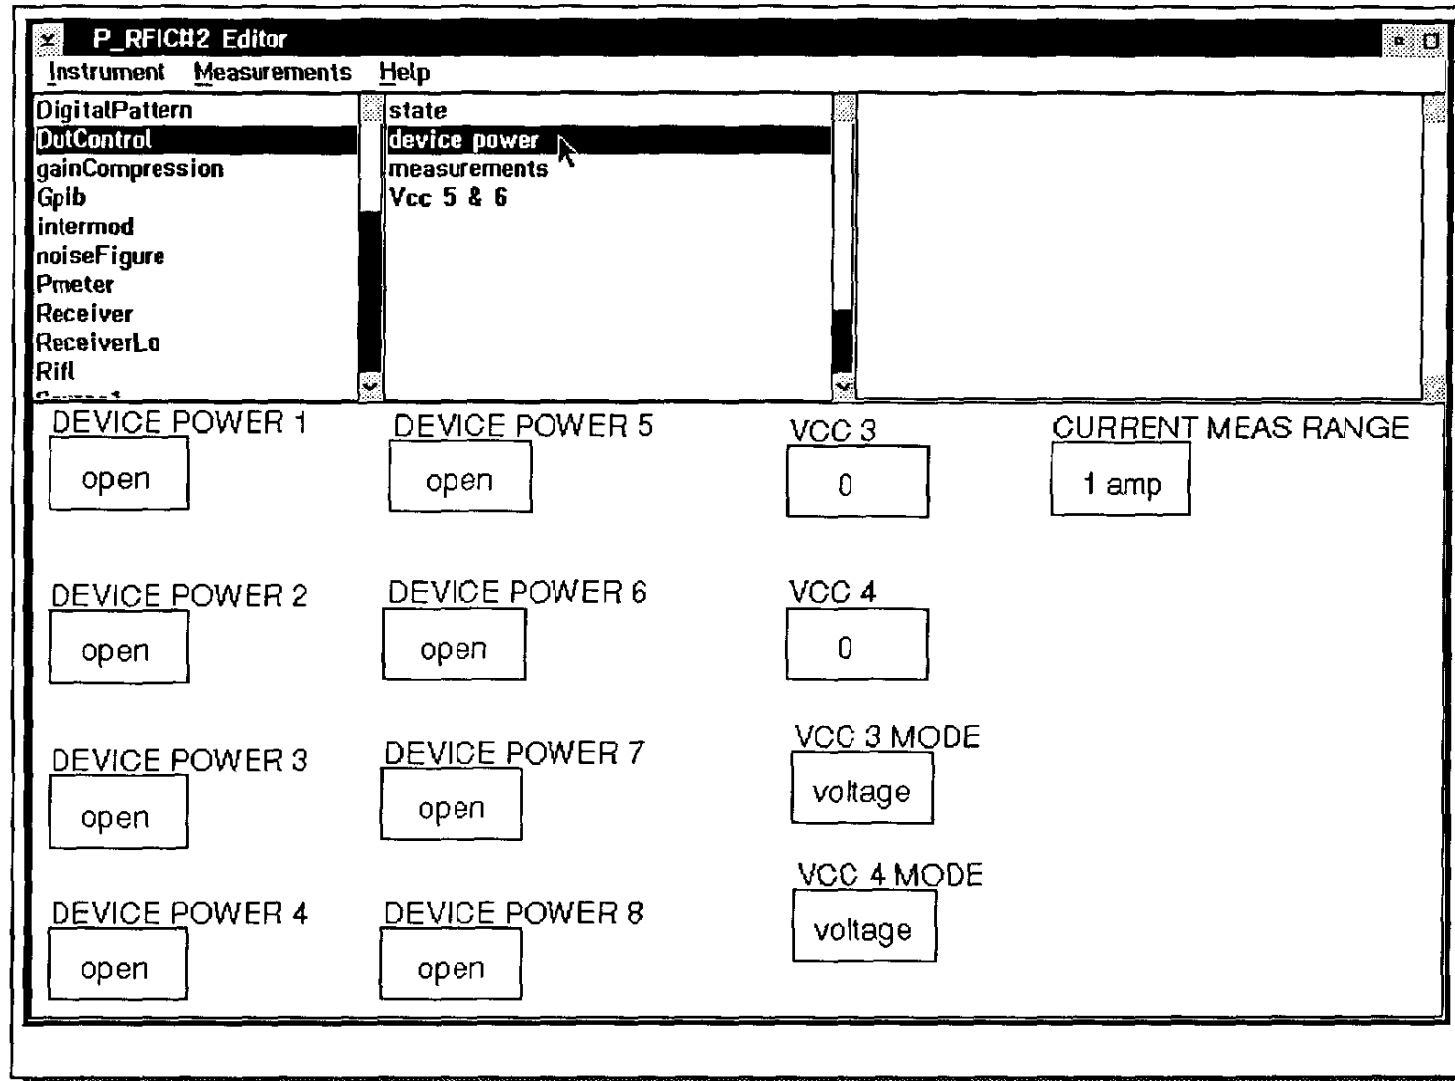 P_RFIC#2 Editor
Instrument Measurements Help
DigitalPattern
DutControl
gainCompression
Gpib
intermod
noiseFigure
Pmeter
Receiver
ReceiverLo
Rifl
state
device power
measurements
Vcc 5 & 6
DEVICE POWER 1
open
DEVICE POWER 5
open
VCC 3
0
CURRENT MEAS RANGE
1 amp
DEVICE POWER 2
open
DEVICE POWER 6
open
VCC 4
0
DEVICE POWER 3
open
DEVICE POWER 7
open
VCC 3 MODE
voltage
DEVICE POWER 4
open
DEVICE POWER 8
open
VCC 4 MODE
voltage